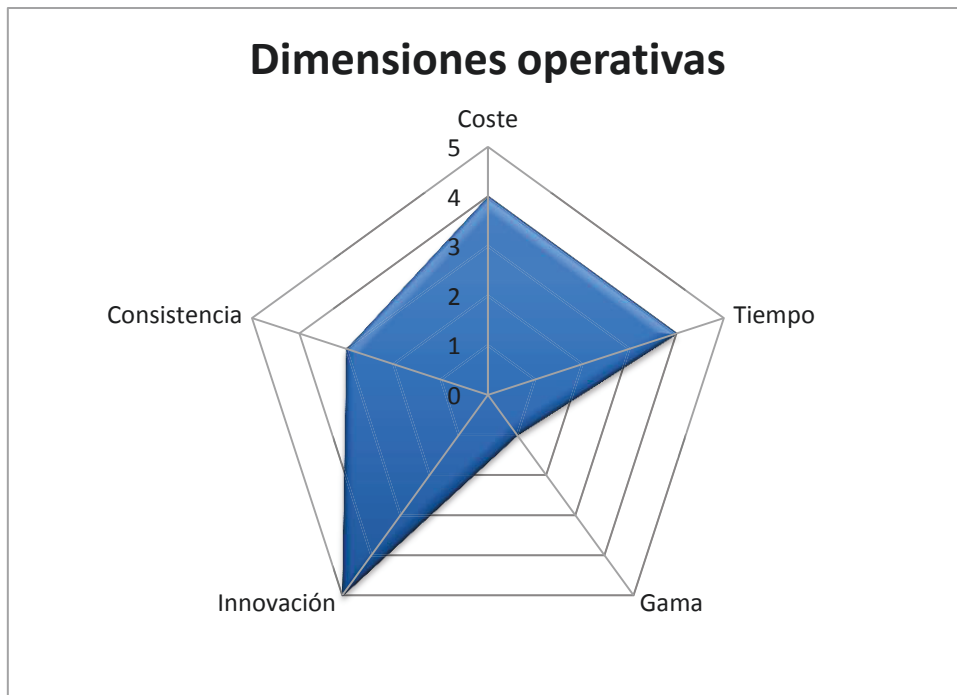 Dimensiones operativas
Coste
5
4
3
2
1
0
Consistencia
Tiempo
Innovación
Gama